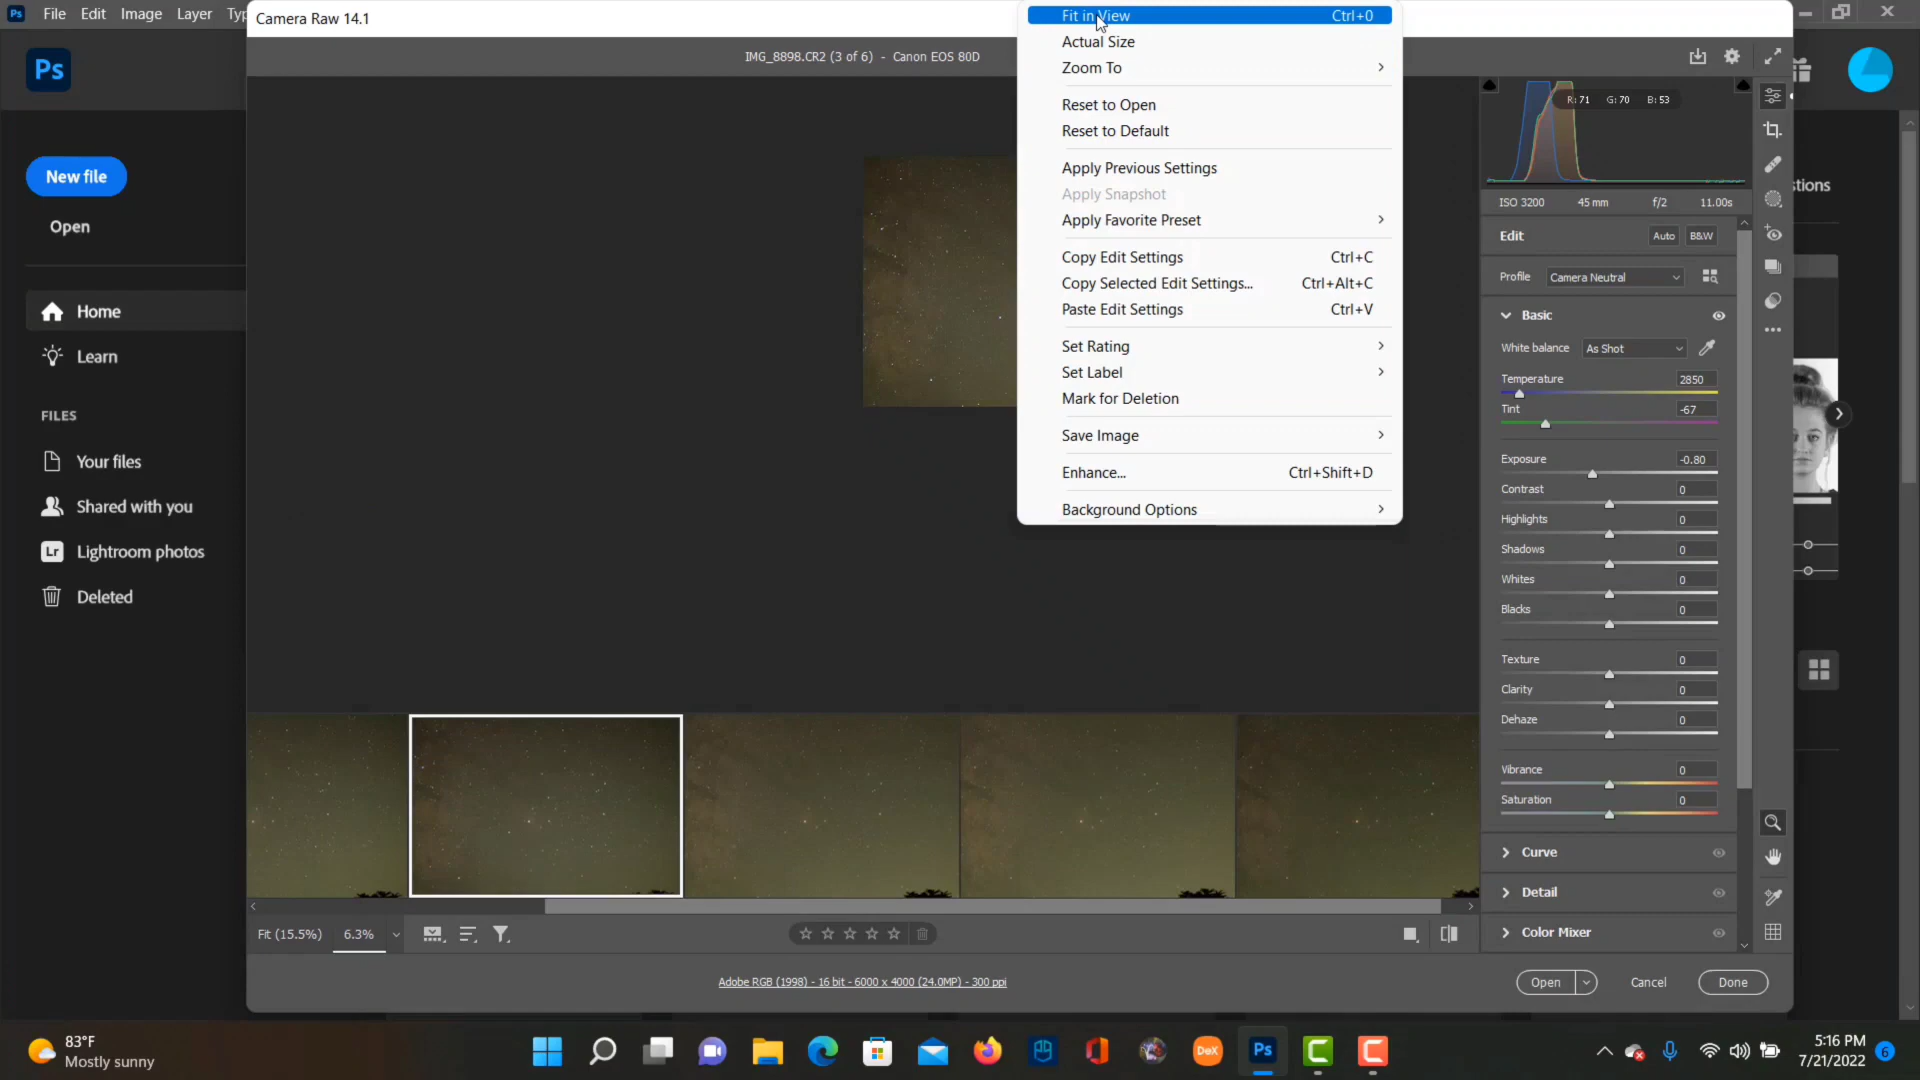 Ps File Edit Image Layer Ty
Camera Raw 14.1
IMG_8898.CR2 (3 of 6) - Canon EOS 80D
Ps
New file
Open
Home
Learn
FILES
Your files
Shared with you
Lr Lightroom photos
Deleted
Fit in View Ctrl+0
Actual Size
Zoom To
Reset to Open
Reset to Default
Apply Previous Settings
Apply Snapshot
Apply Favorite Preset
Copy Edit Settings Ctrl+C
Copy Selected Edit Settings... Ctrl+Alt+C
Paste Edit Settings Ctrl+V
Set Rating
Set Label
Mark for Deletion
Save Image
Enhance... Ctrl+Shift+D
Background Options
R: 71 G: 70 B: 53
ISO 3200 45 mm f/2 11.00s
stions
Edit Auto B&W
Profile Camera Neutral
Basic
White balance As Shot
Temperature 2850
Tint -67
Exposure -0.80
Contrast 0
Highlights 0
Shadows 0
Whites 0
Blacks 0
Texture 0
Clarity 0
Dehaze 0
Vibrance 0
Saturation 0
Curve
Detail
Color Mixer
Fit (15.5%) 6.3%
Adobe RGB (1998) - 16 bit - 6000 x 4000 (24.0MP) - 300 ppi
Open Cancel Done
83°F
Mostly sunny
DeX Ps
5:16 PM
7/21/2022 6